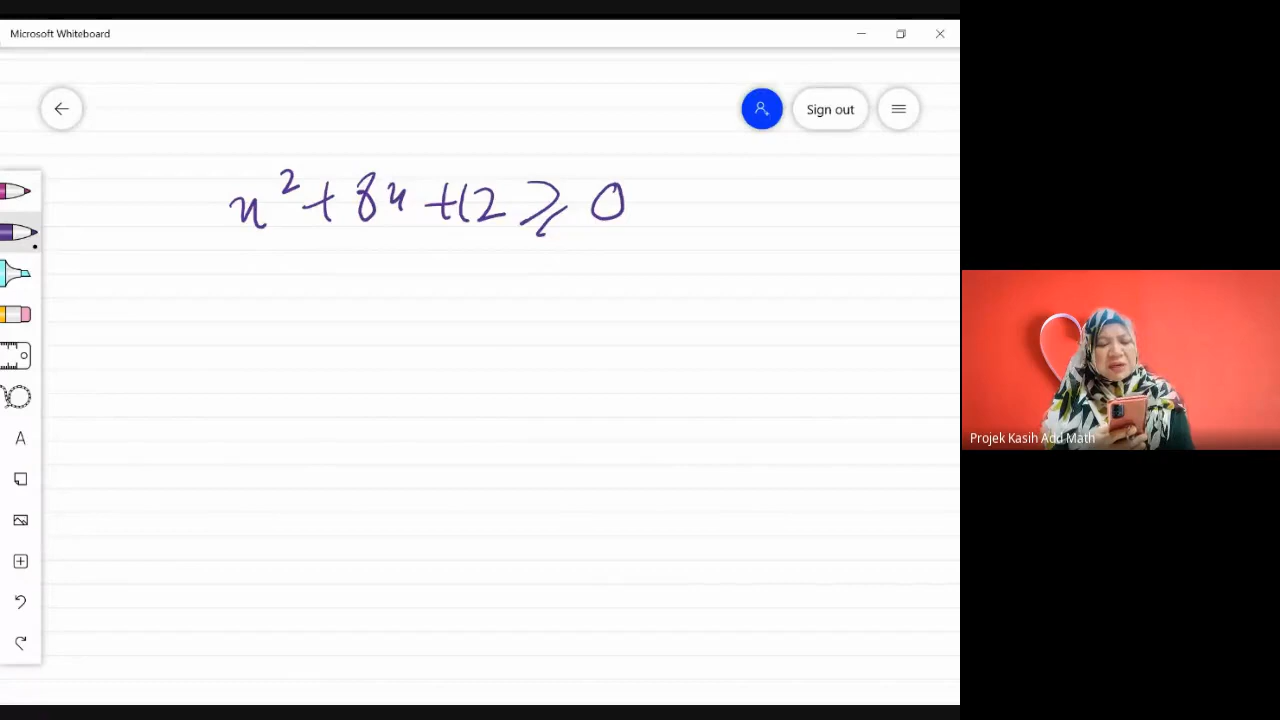 Microsoft Whiteboard
Sign out
x² + 8x + 12 ⩾ 0
A
Projek Kasih Add Math